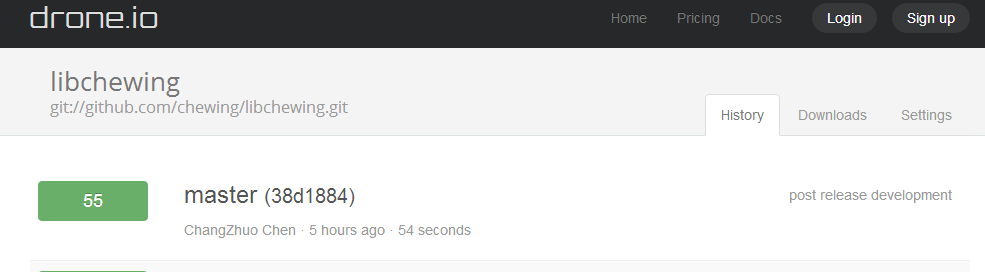 drone.io
Home Pricing Docs Login Sign up
libchewing
git://github.com/chewing/libchewing.git
History Downloads Settings
55 master (38d1884) post release development
ChangZhuo Chen · 5 hours ago · 54 seconds